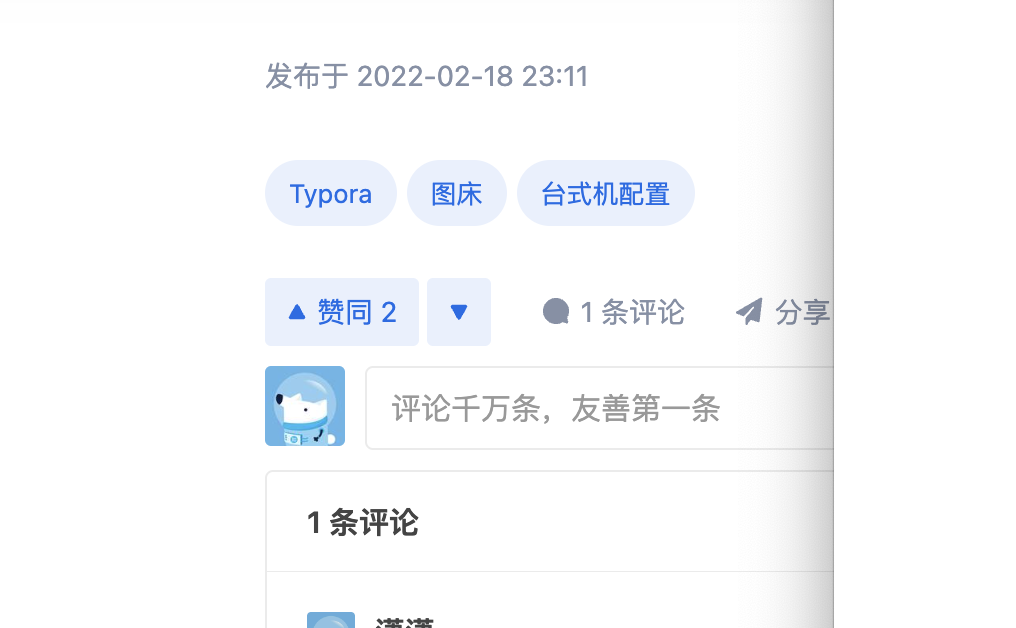 发布于 2022-02-18 23:11
Typora 图床 台式机配置
赞同 2 1 条评论 分享
评论千万条，友善第一条
1 条评论